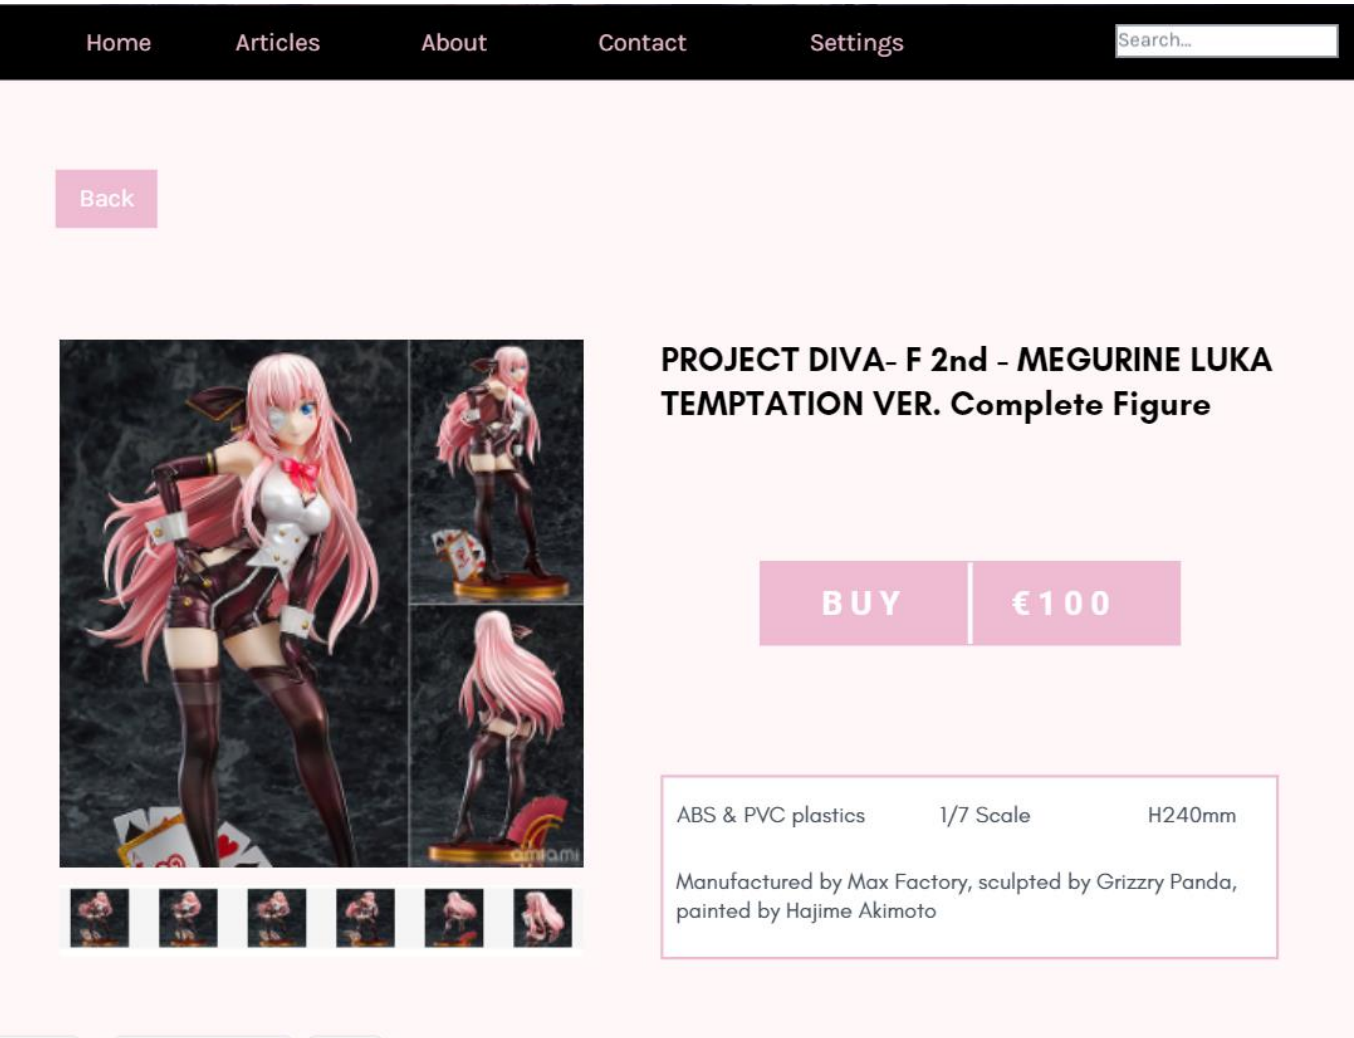 Home Articles About Contact Settings Search...
Back
PROJECT DIVA- F 2nd - MEGURINE LUKA
TEMPTATION VER. Complete Figure
BUY €100
ABS & PVC plastics 1/7 Scale H240mm
Manufactured by Max Factory, sculpted by Grizzry Panda,
painted by Hajime Akimoto
amiami